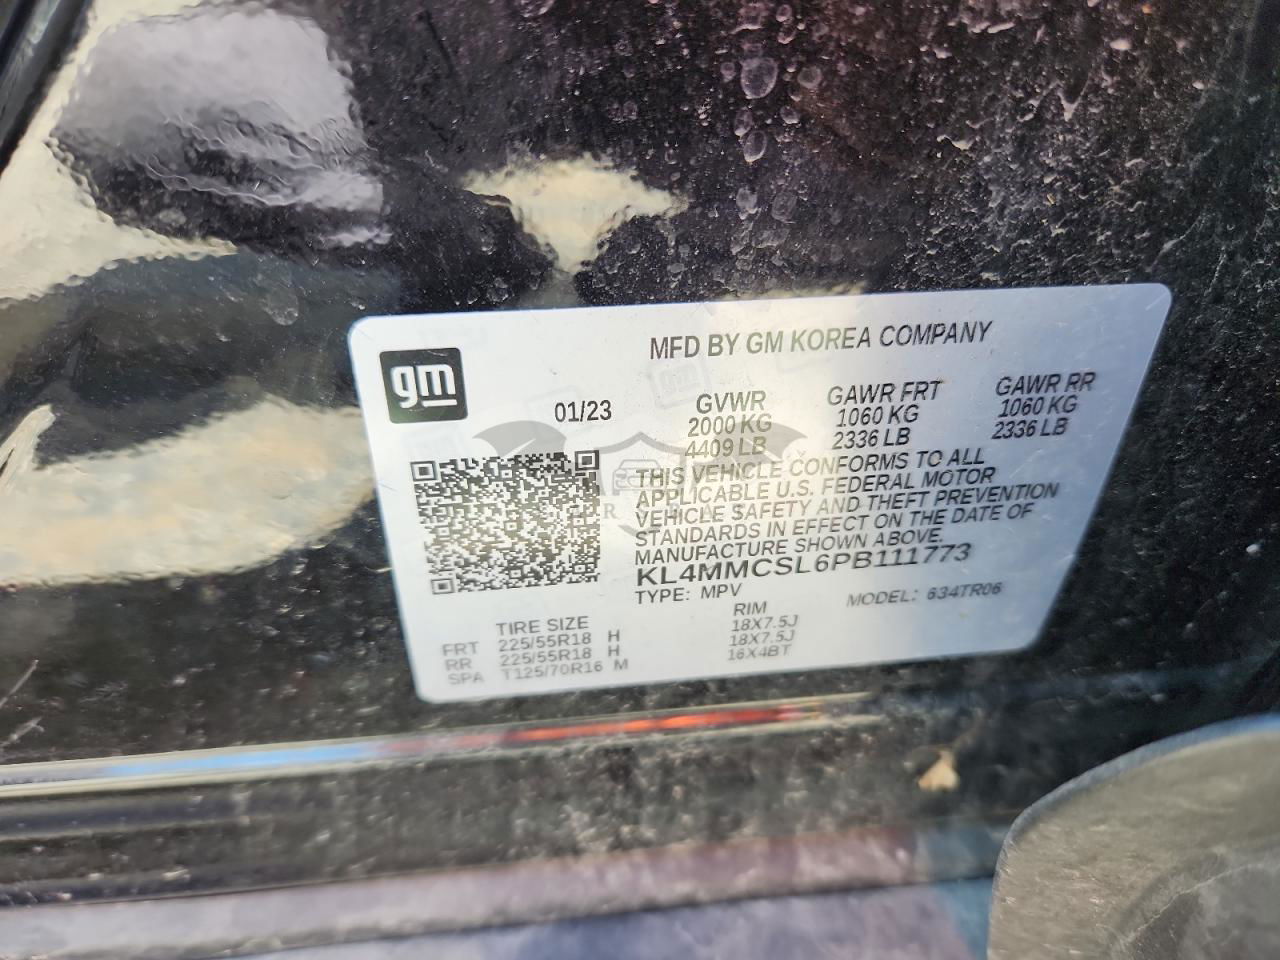 gm
MFD BY GM KOREA COMPANY
01/23
GVWR GAWR FRT GAWR RR
2000 KG 1060 KG 1060 KG
4409 LB 2336 LB 2336 LB
THIS VEHICLE CONFORMS TO ALL
APPLICABLE U.S. FEDERAL MOTOR
VEHICLE SAFETY AND THEFT PREVENTION
STANDARDS IN EFFECT ON THE DATE OF
MANUFACTURE SHOWN ABOVE.
KL4MMCSL6PB111773
TYPE: MPV MODEL: 634TR06
TIRE SIZE RIM
FRT 225/55R18 H 18X7.5J
RR 225/55R18 H 18X7.5J
SPA T125/70R16 M 16X4BT